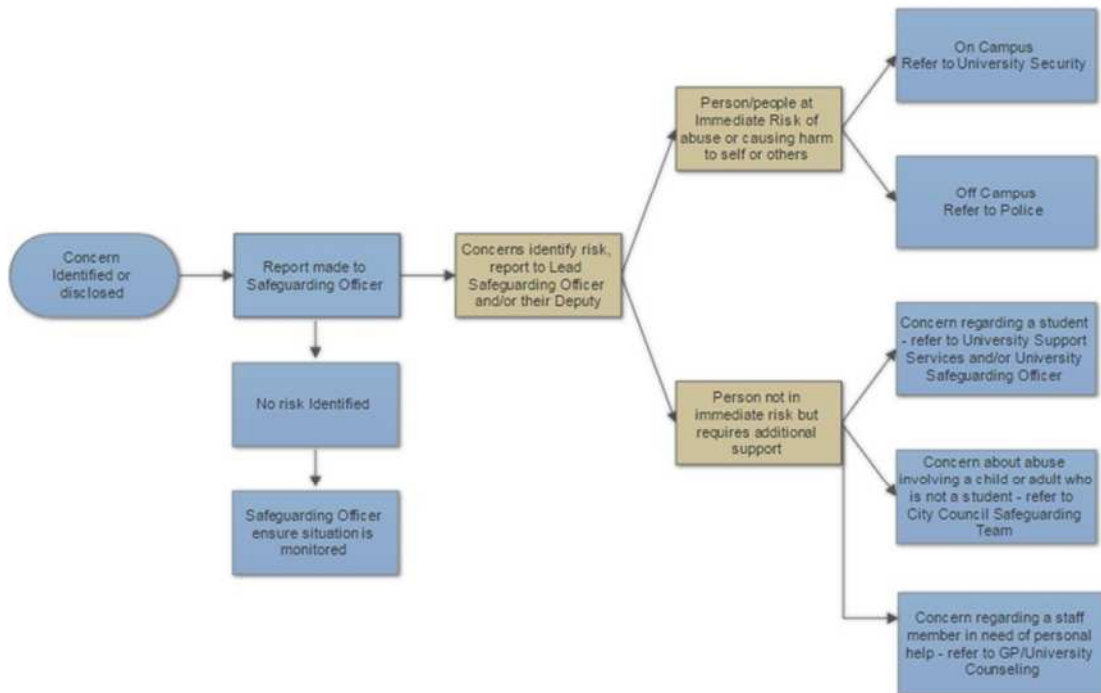 Concern
Identified or
disclosed
Report made to
Safeguarding Officer
No risk Identified
Safeguarding Officer
ensure situation is
monitored
Concerns identify risk,
report to Lead
Safeguarding Officer
and/or their Deputy
Person/people at
Immediate Risk of
abuse or causing harm
to self or others
On Campus
Refer to University Security
Off Campus
Refer to Police
Person not in
immediate risk but
requires additional
support
Concern regarding a student
- refer to University Support
Services and/or University
Safeguarding Officer
Concern about abuse
involving a child or adult who
is not a student - refer to
City Council Safeguarding
Team
Concern regarding a staff
member in need of personal
help - refer to GP/University
Counseling